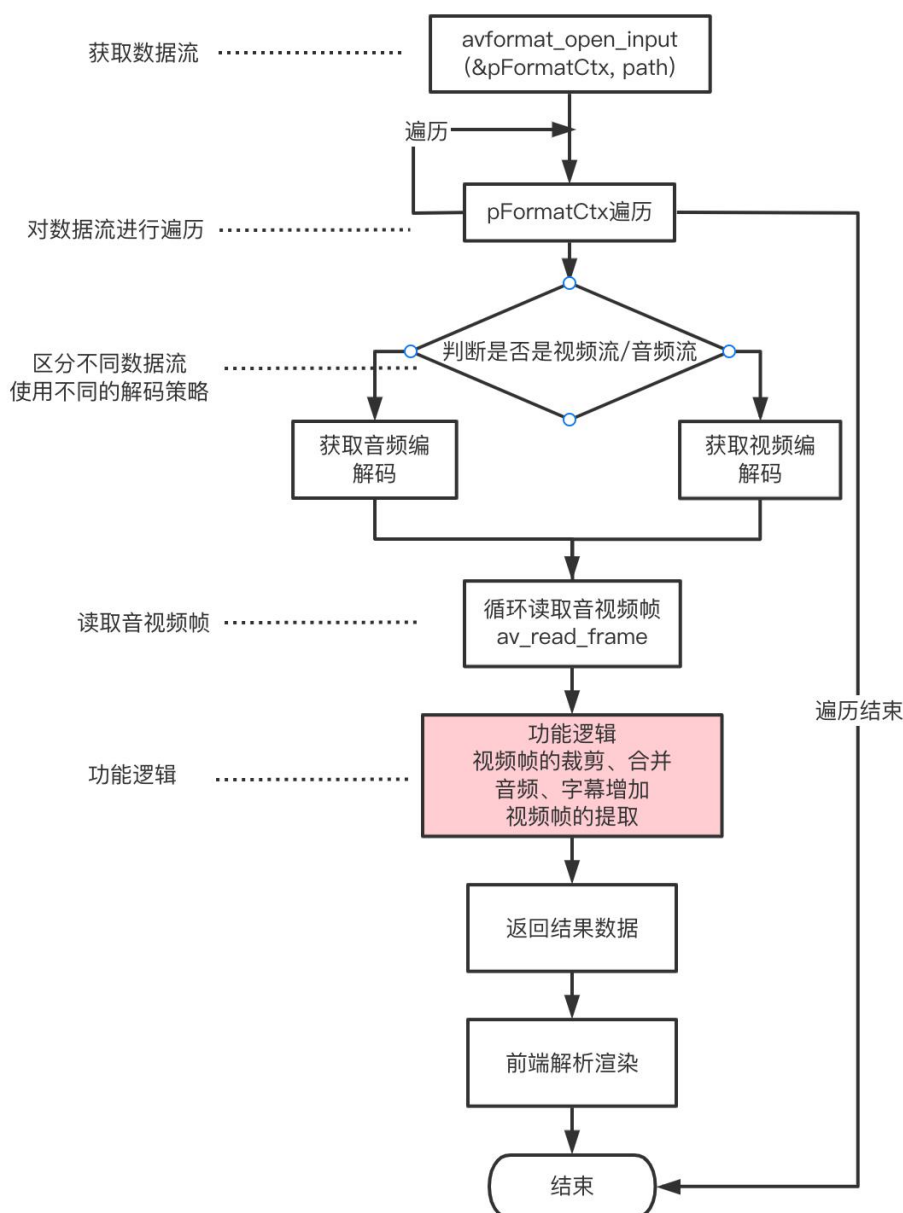 获取数据流
avformat_open_input
(&pFormatCtx, path)
遍历
pFormatCtx遍历
对数据流进行遍历
判断是否是视频流/音频流
区分不同数据流
使用不同的解码策略
获取音频编
解码
获取视频编
解码
循环读取音视频帧
av_read_frame
读取音视频帧
遍历结束
功能逻辑
视频帧的裁剪、合并
音频、字幕增加
视频帧的提取
功能逻辑
返回结果数据
前端解析渲染
结束